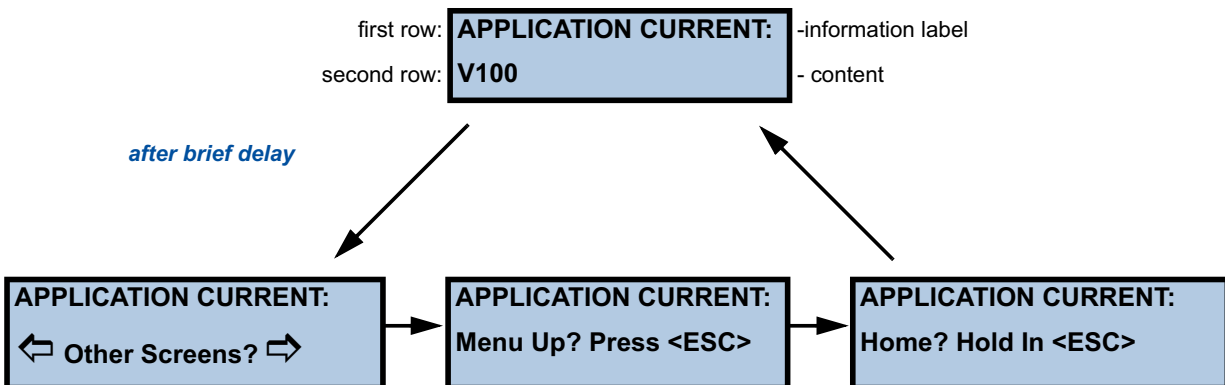 first row: APPLICATION CURRENT: -information label
second row: V100 - content
after brief delay
APPLICATION CURRENT:
⇦ Other Screens? ⇨
APPLICATION CURRENT:
Menu Up? Press <ESC>
APPLICATION CURRENT:
Home? Hold In <ESC>